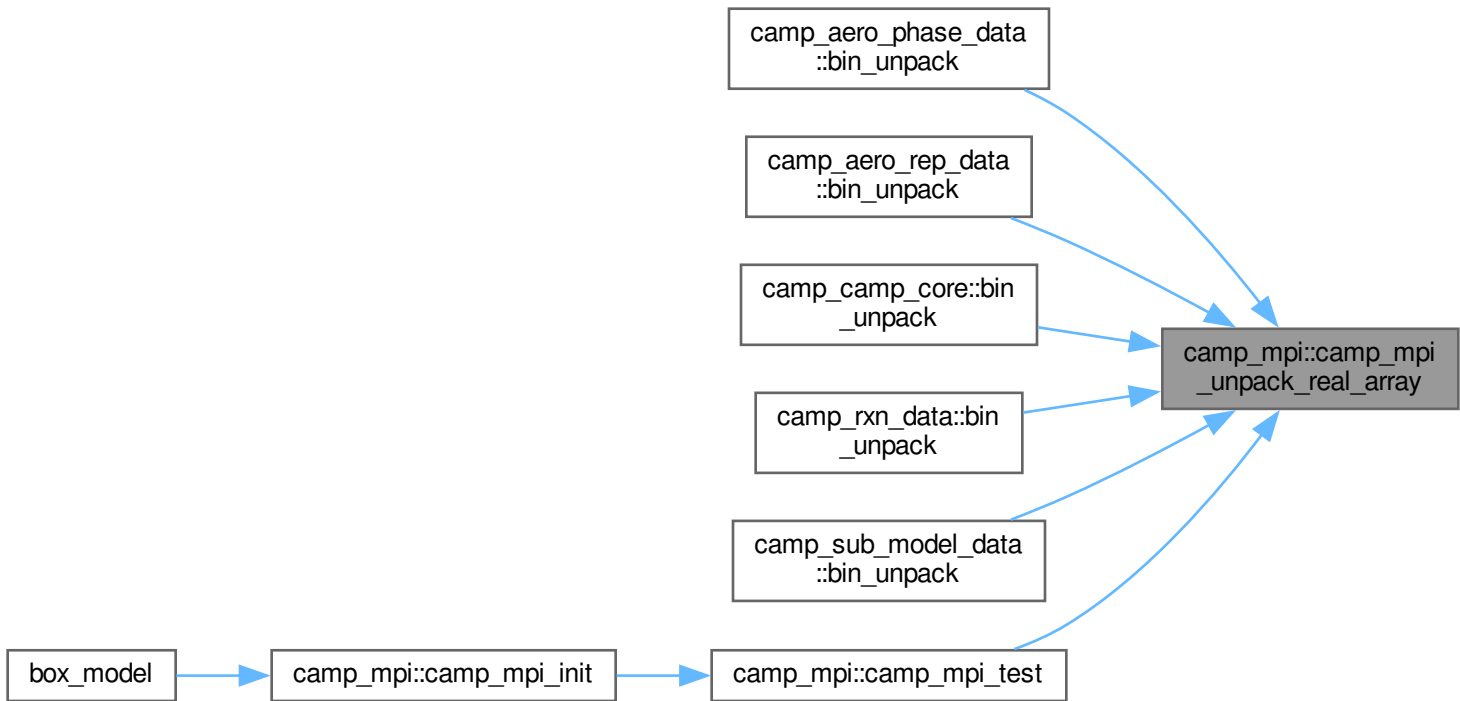 camp_aero_phase_data
::bin_unpack
camp_aero_rep_data
::bin_unpack
camp_camp_core::bin
_unpack
camp_mpi::camp_mpi
_unpack_real_array
camp_rxn_data::bin
_unpack
camp_sub_model_data
::bin_unpack
box_model
camp_mpi::camp_mpi_init
camp_mpi::camp_mpi_test